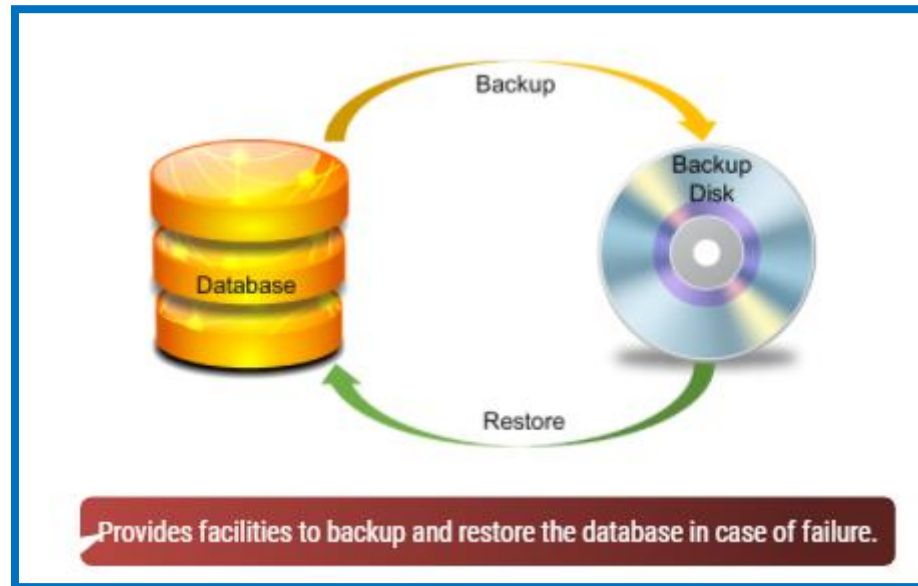 Backup
Backup
Disk
Database
Restore
Provides facilities to backup and restore the database in case of failure.